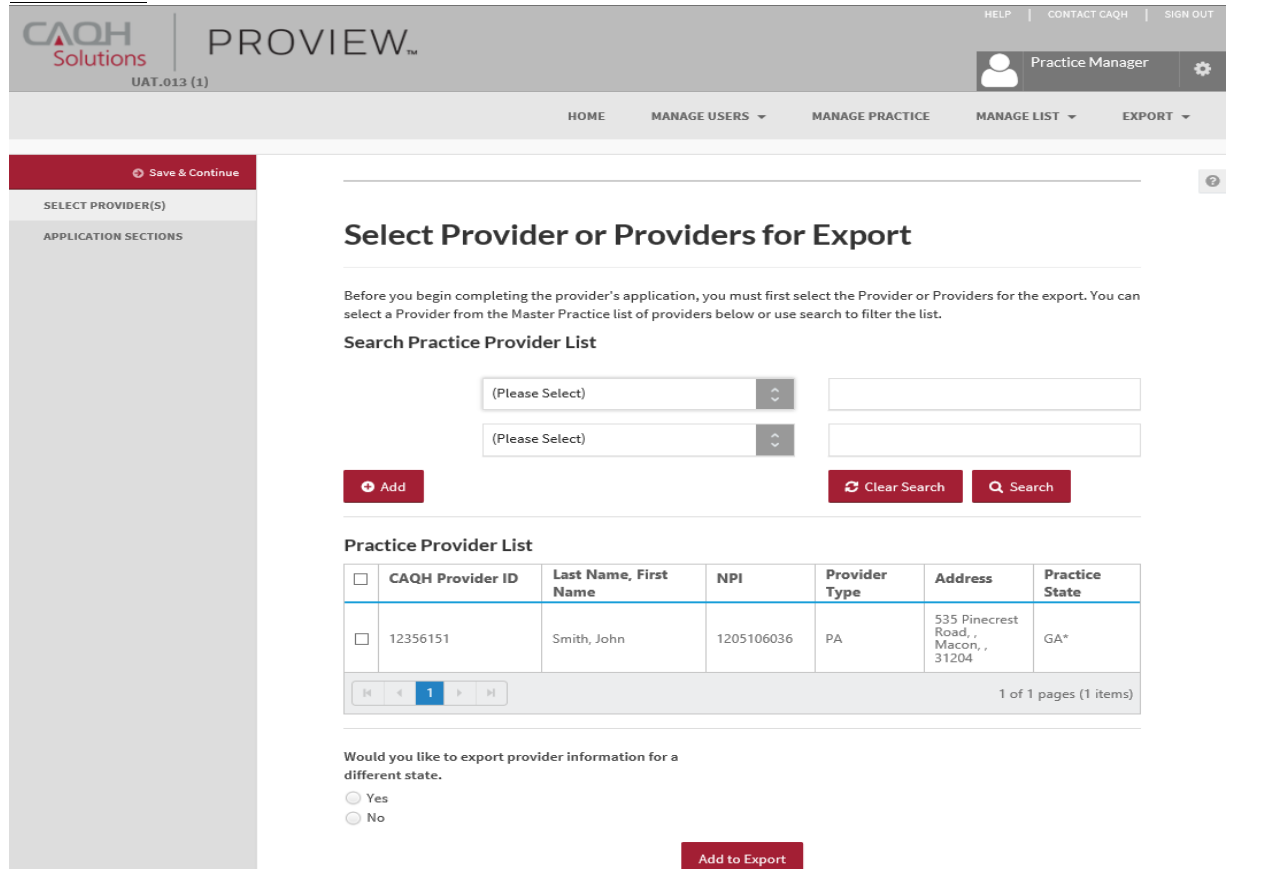 HELP | CONTACT CAQH | SIGN OUT
CAQH
Solutions
PROVIEW™
UAT.013 (1)
Practice Manager
HOME MANAGE USERS MANAGE PRACTICE MANAGE LIST EXPORT
Save & Continue
SELECT PROVIDER(S)
APPLICATION SECTIONS
Select Provider or Providers for Export
Before you begin completing the provider's application, you must first select the Provider or Providers for the export. You can
select a Provider from the Master Practice list of providers below or use search to filter the list.
Search Practice Provider List
(Please Select)
(Please Select)
Add Clear Search Search
Practice Provider List
CAQH Provider ID Last Name, First Name NPI Provider Type Address Practice State
12356151 Smith, John 1205106036 PA 535 Pinecrest Road, , Macon, , 31204 GA*
1 1 of 1 pages (1 items)
Would you like to export provider information for a
different state.
Yes
No
Add to Export